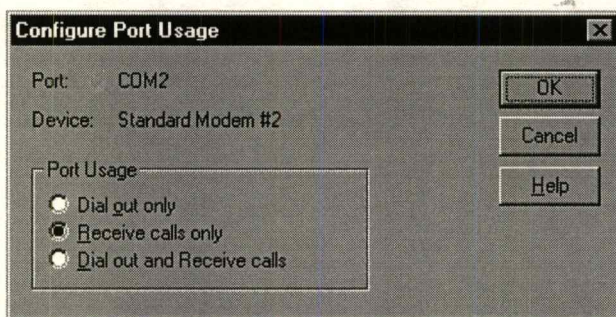 Configure Port Usage
Port: COM2
Device: Standard Modem #2
Port Usage
Dial out only
Receive calls only
Dial out and Receive calls
OK
Cancel
Help